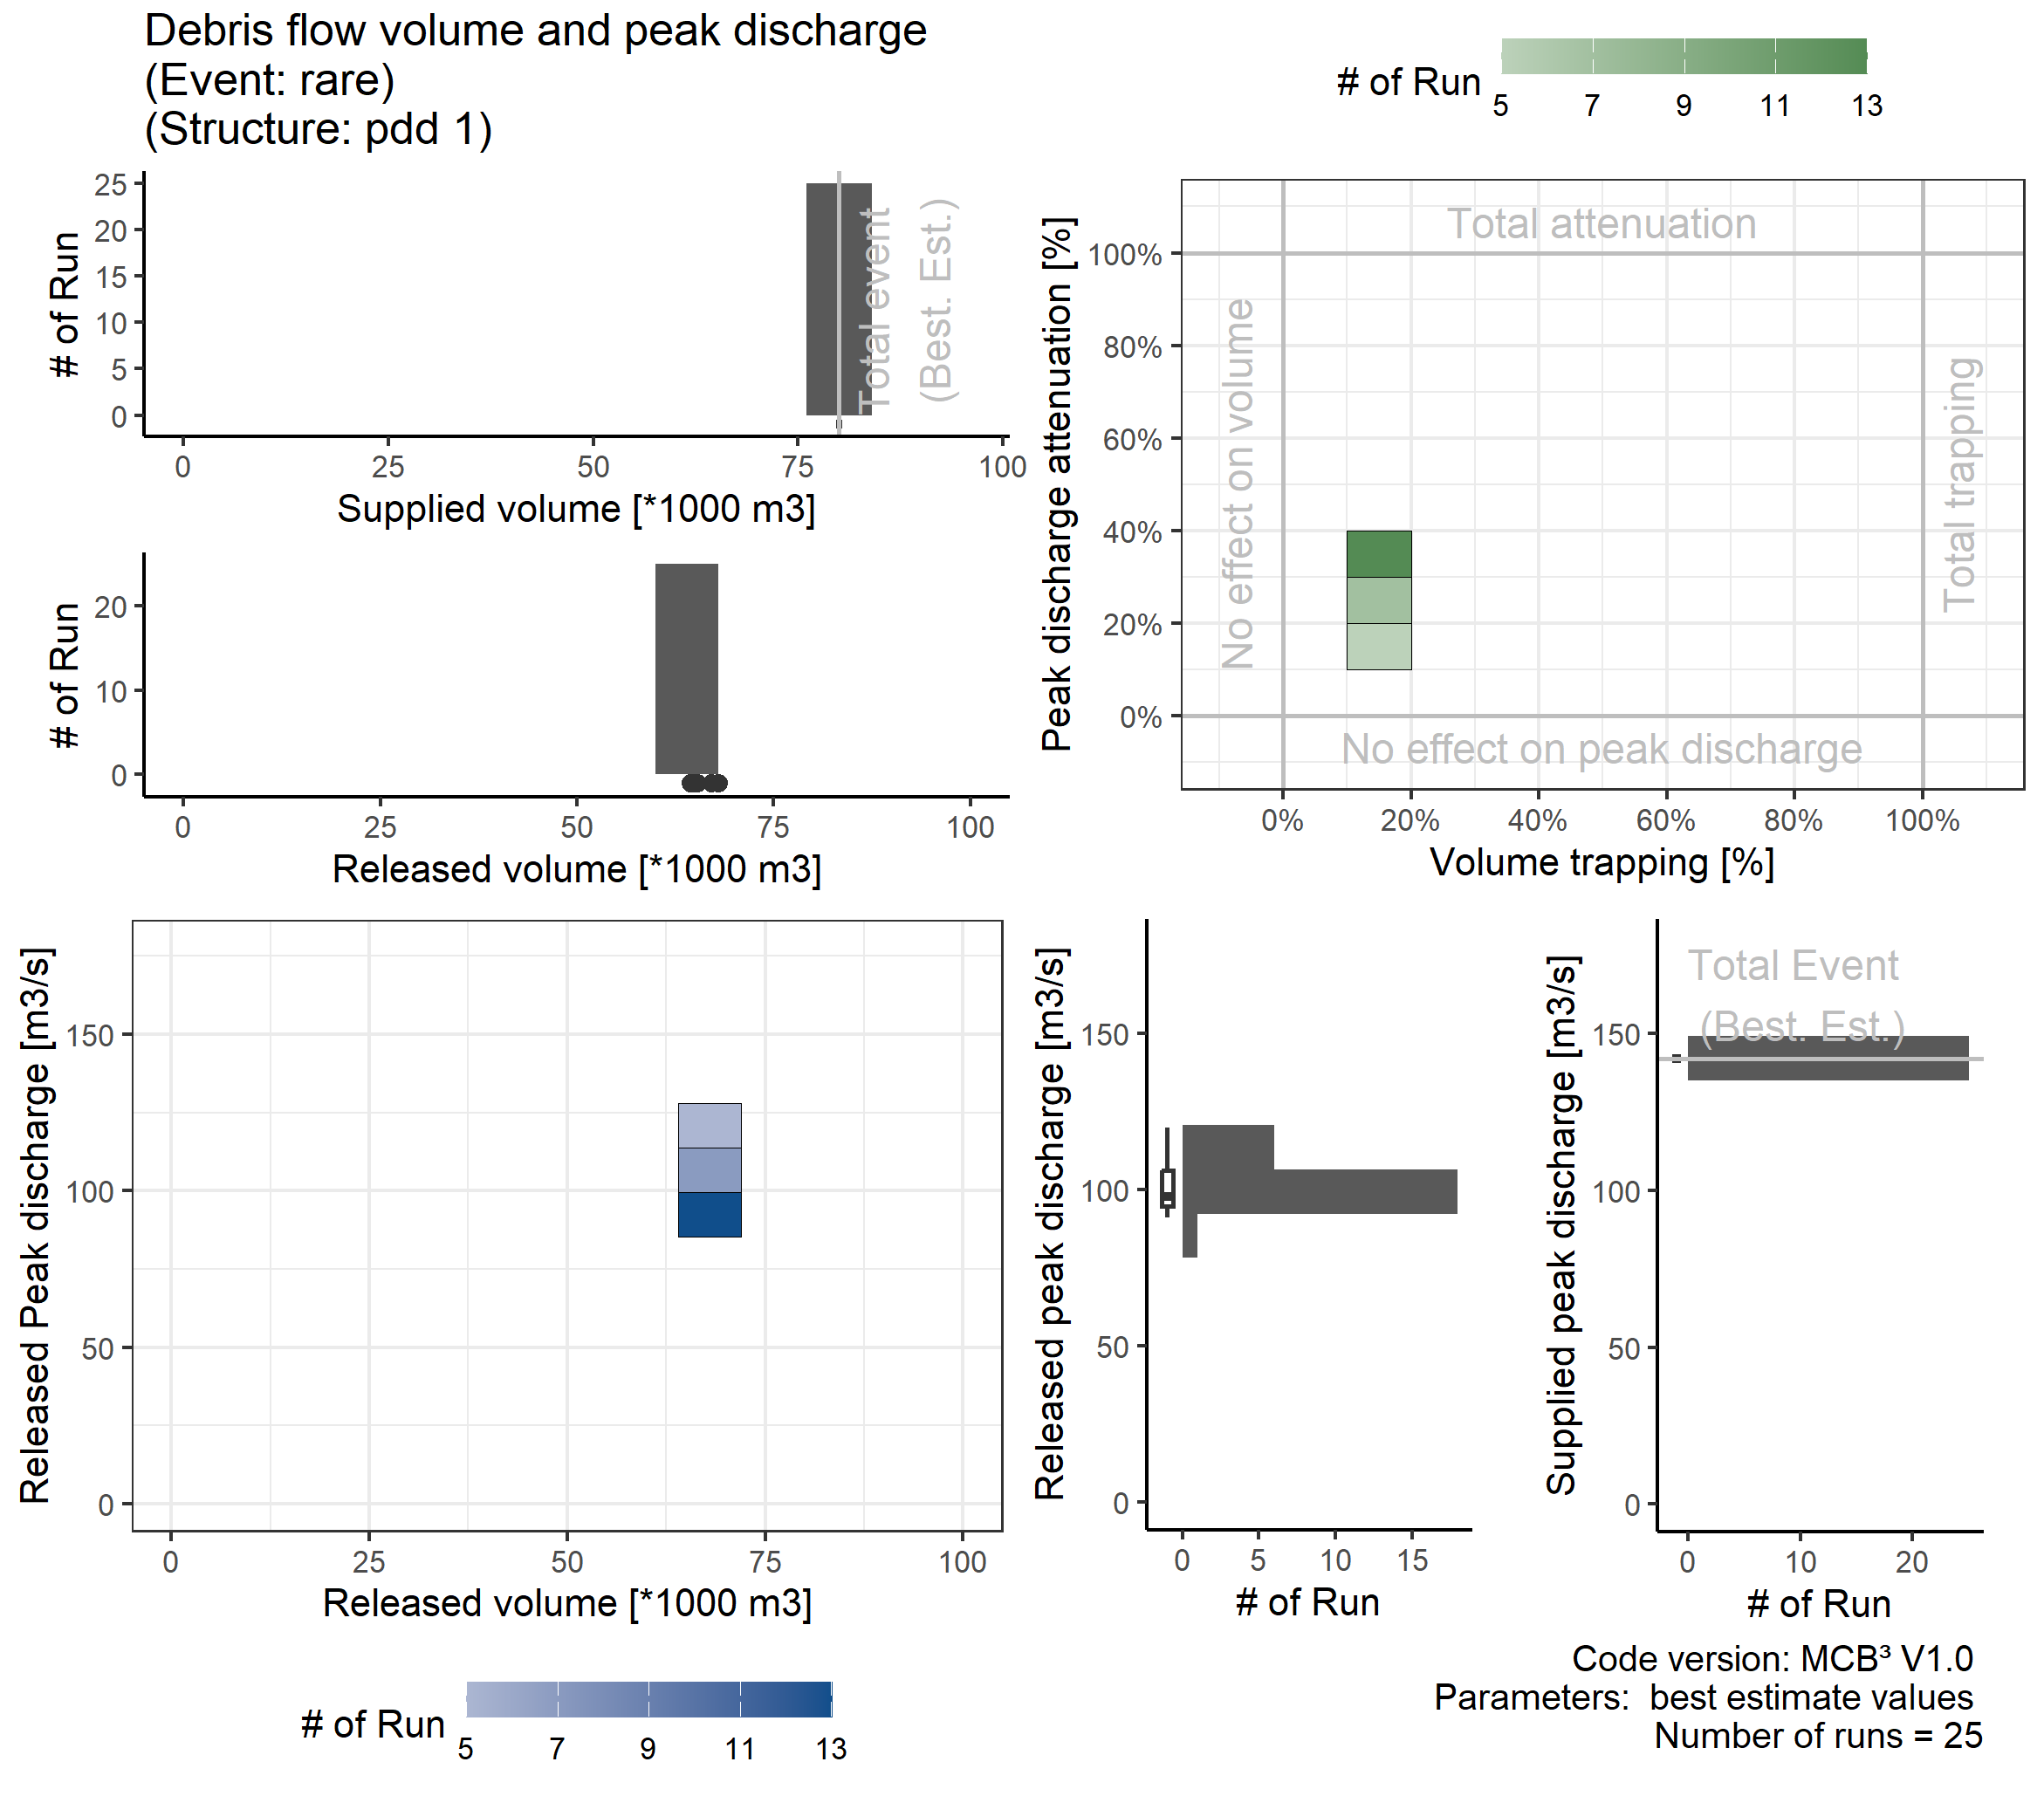 Debris flow volume and peak discharge
(Event: rare)
(Structure: pdd 1)
# of Run
5 7 9 11 13
# of Run
25
20
15
10
5
0
Total event
(Best. Est.)
0 25 50 75 100
Supplied volume [*1000 m3]
# of Run
20
10
0
0 25 50 75 100
Released volume [*1000 m3]
Peak discharge attenuation [%]
100%
80%
60%
40%
20%
0%
Total attenuation
No effect on volume
Total trapping
No effect on peak discharge
0% 20% 40% 60% 80% 100%
Volume trapping [%]
Released Peak discharge [m3/s]
150
100
50
0
0 25 50 75 100
Released volume [*1000 m3]
# of Run
5 7 9 11 13
Released peak discharge [m3/s]
150
100
50
0
0 5 10 15
# of Run
Supplied peak discharge [m3/s]
150
100
50
0
Total Event
(Best. Est.)
0 10 20
# of Run
Code version: MCB³ V1.0
Parameters:  best estimate values
Number of runs = 25